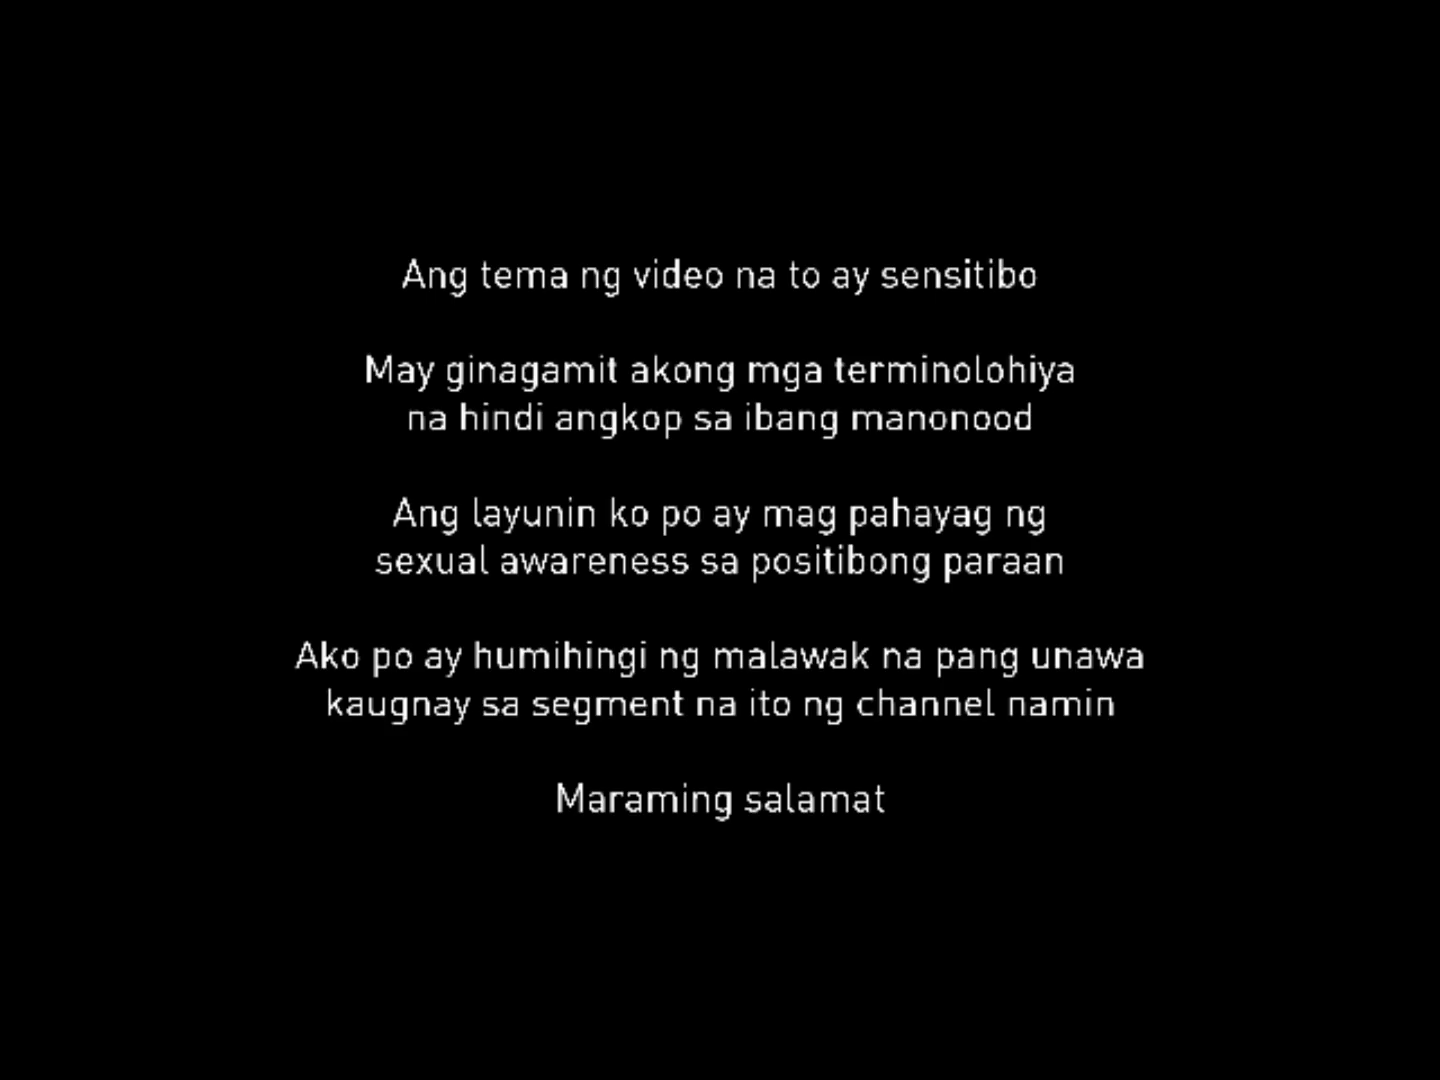 Ang tema ng video na to ay sensitibo
May ginagamit akong mga terminolohiya
na hindi angkop sa ibang manonood
Ang layunin ko po ay mag pahayag ng
sexual awareness sa positibong paraan
Ako po ay humihingi ng malawak na pang unawa
kaugnay sa segment na ito ng channel namin
Maraming salamat